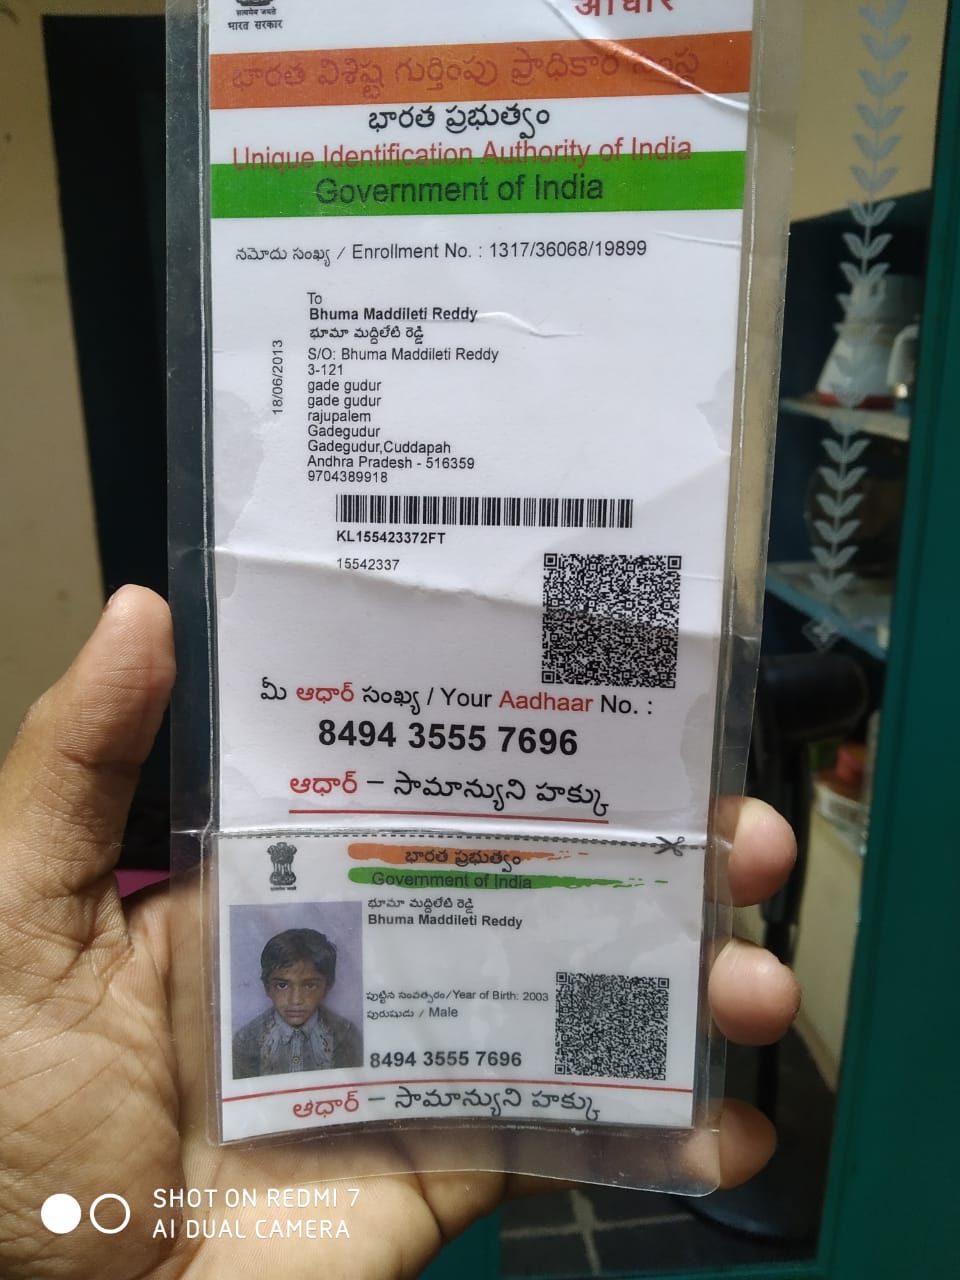 सत्यमेव जयते
भारत सरकार
आधार
భారత విశిష్ట గుర్తింపు ప్రాధికార సంస్థ
భారత ప్రభుత్వం
Unique Identification Authority of India
Government of India
నమోదు సంఖ్య / Enrollment No. : 1317/36068/19899
18/06/2013
To
Bhuma Maddileti Reddy
భూమా మద్దిలేటి రెడ్డి
S/O: Bhuma Maddileti Reddy
3-121
gade gudur
gade gudur
rajupalem
Gadegudur
Gadegudur,Cuddapah
Andhra Pradesh - 516359
9704389918
KL155423372FT
15542337
మీ ఆధార్ సంఖ్య / Your Aadhaar No. :
8494 3555 7696
ఆధార్ – సామాన్యుని హక్కు
భారత ప్రభుత్వం
Government of India
భూమా మద్దిలేటి రెడ్డి
Bhuma Maddileti Reddy
పుట్టిన సంవత్సరం/Year of Birth: 2003
పురుషుడు / Male
8494 3555 7696
ఆధార్ – సామాన్యుని హక్కు
SHOT ON REDMI 7
AI DUAL CAMERA